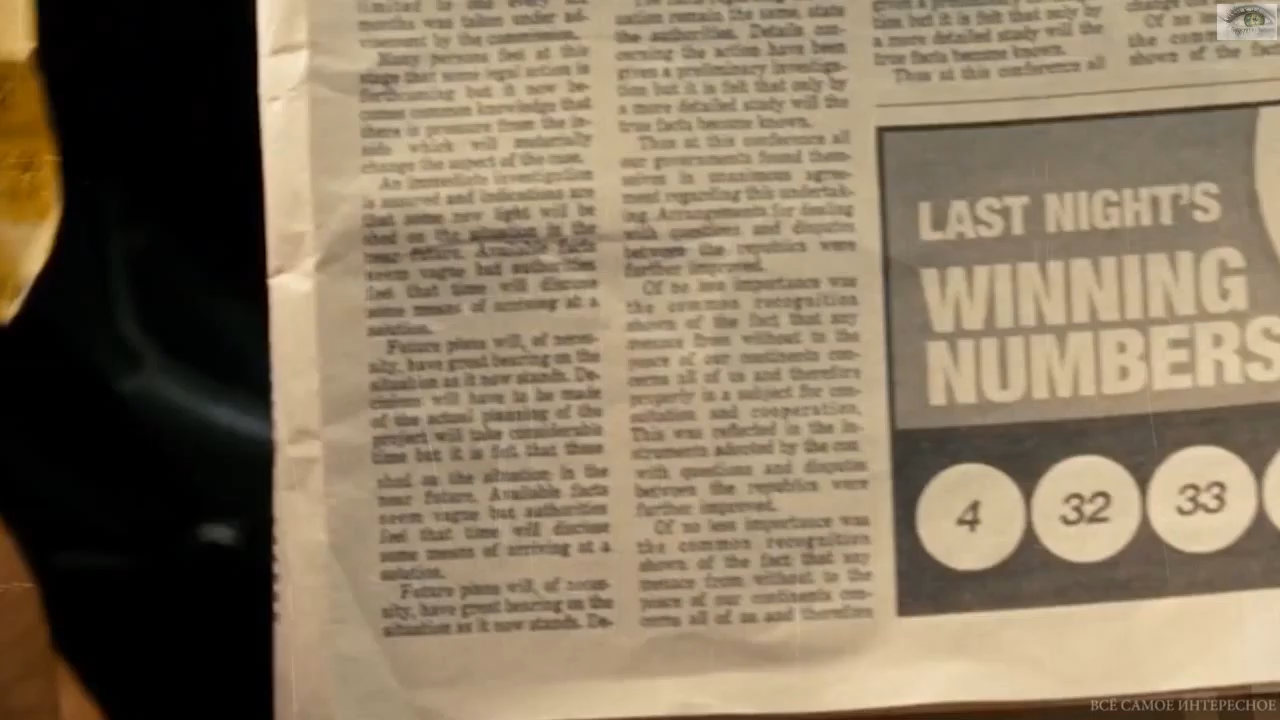 months was taken under ad-
Many persons feel at this
stage that some legal action is
forthcoming but it now be-
comes common knowledge that
there is pressure from the in-
side which will materially
change the aspect of the case.
An immediate investigation
is assured and indications are
that some new light will be
shed on the situation in the
near future. Available facts
seem vague but authorities
feel that time will discuss
some means of arriving at a
solution.
Future plans will, of neces-
sity, have great bearing on the
situation as it now stands. De-
cisions will have to be made
of the actual planning of the
project will take considerable
time but it is felt that these
shed on the situation in the
near future. Available facts
seem vague but authorities
feel that time will discuss
some means of arriving at a
solution.
Future plans will, of neces-
sity, have great bearing on the
situation as it now stands. De-
uation remain the same, state
the authorities. Details con-
cerning the action have been
given a preliminary investiga-
tion but it is felt that only by
a more detailed study will the
true facts become known.
Thus at this conference all
our governments found them-
selves in unanimous agree-
ment regarding this undertak-
ing. Arrangements for dealing
with questions and disputes
between the republics were
further improved.
Of no less importance was
the common recognition
shown of the fact that any
menace from without to the
peace of our continents con-
cerns all of us and therefore
properly is a subject for con-
sultation and cooperation.
This was reflected in the in-
struments adopted by the con
with questions and disputes
between the republics were
further improved.
Of no less importance was
the common recognition
shown of the fact that any
menace from without to the
peace of our continents con-
cerns all of us and therefore
tion but it is felt that only by
a more detailed study will the
true facts become known.
Thus at this conference all
Of no
the com
shown of the
LAST NIGHT'S
WINNING
NUMBERS
4 32 33
ВСЁ САМОЕ ИНТЕРЕСНОЕ